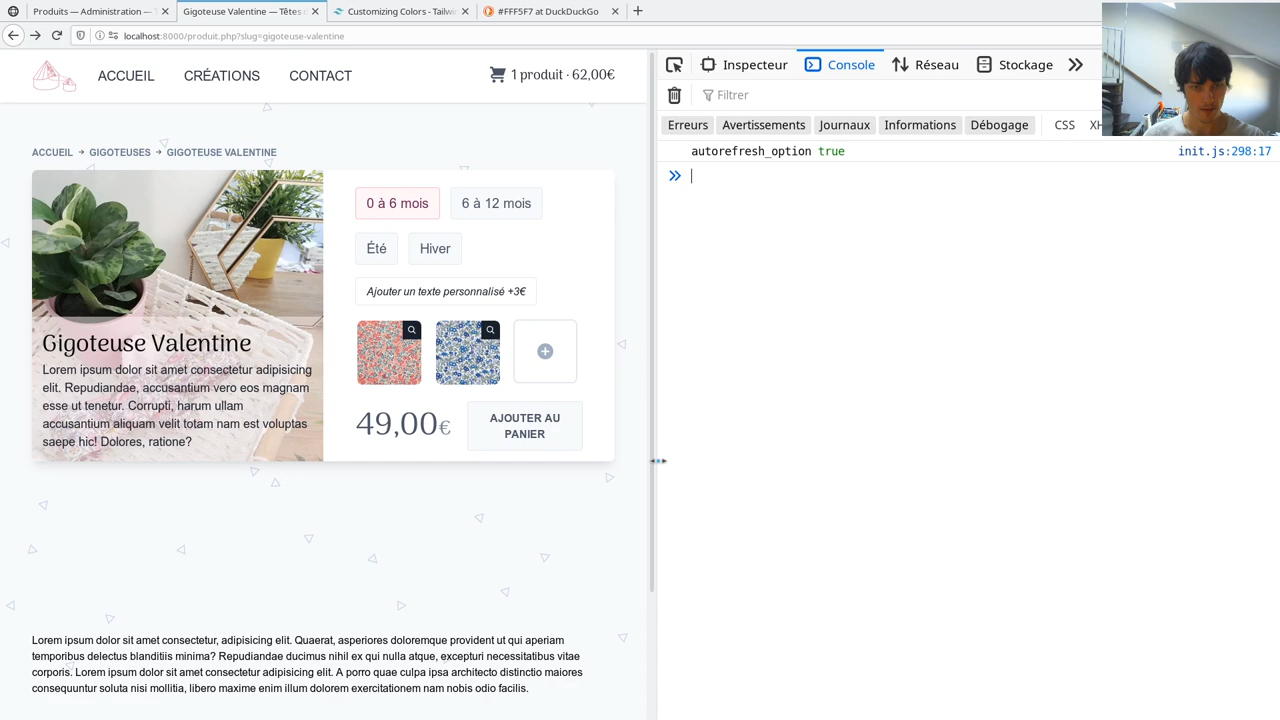 Produits — Administration — T
Gigoteuse Valentine — Têtes d
Customizing Colors - Tailwi
#FFF5F7 at DuckDuckGo
localhost:8000/produit.php?slug=gigoteuse-valentine
ACCUEIL
CRÉATIONS
CONTACT
1 produit · 62,00€
ACCUEIL → GIGOTEUSES → GIGOTEUSE VALENTINE
0 à 6 mois
6 à 12 mois
Été
Hiver
Ajouter un texte personnalisé +3€
Gigoteuse Valentine
Lorem ipsum dolor sit amet consectetur adipisicing
elit. Repudiandae, accusantium vero eos magnam
esse ut tenetur. Corrupti, harum ullam
accusantium aliquam velit totam nam est voluptas
saepe hic! Dolores, ratione?
49,00€
AJOUTER AU
PANIER
Lorem ipsum dolor sit amet consectetur, adipisicing elit. Quaerat, asperiores doloremque provident ut qui aperiam
temporibus delectus blanditiis minima? Repudiandae ducimus nihil ex qui nulla atque, excepturi necessitatibus vitae
corporis. Lorem ipsum dolor sit amet consectetur adipisicing elit. A porro quae culpa ipsa architecto distinctio maiores
consequuntur soluta nisi mollitia, libero maxime enim illum dolorem exercitationem nam nobis odio facilis.
Inspecteur
Console
Réseau
Stockage
Filtrer
Erreurs
Avertissements
Journaux
Informations
Débogage
CSS
XH
autorefresh_option true
init.js:298:17